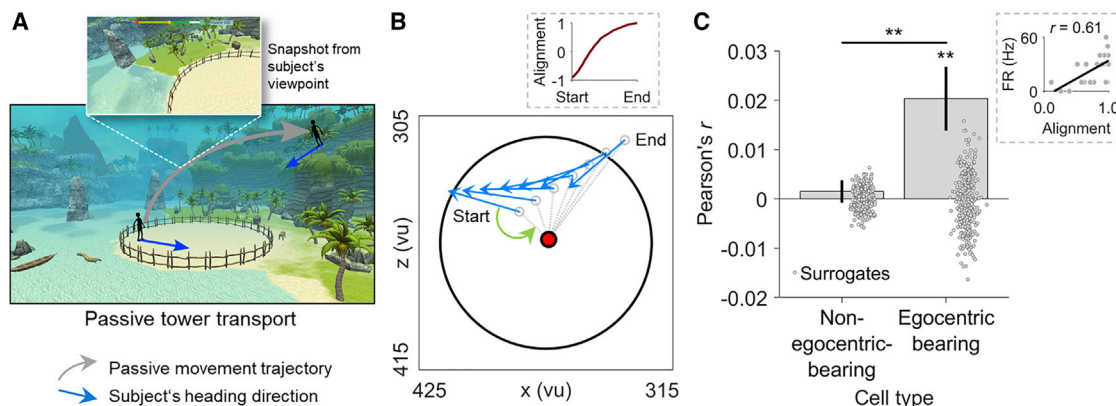 A
Snapshot from
subject's
viewpoint
Passive tower transport
Passive movement trajectory
Subject's heading direction
B
Alignment
1
0
-1
Start
End
305
z (vu)
415
End
Start
425
x (vu)
315
C
Pearson's r
0.03
0.02
0.01
0
-0.01
-0.02
**
**
Surrogates
Non-
egocentric-
bearing
Egocentric
bearing
Cell type
r = 0.61
FR (Hz)
60
0
0.0
1.0
Alignment